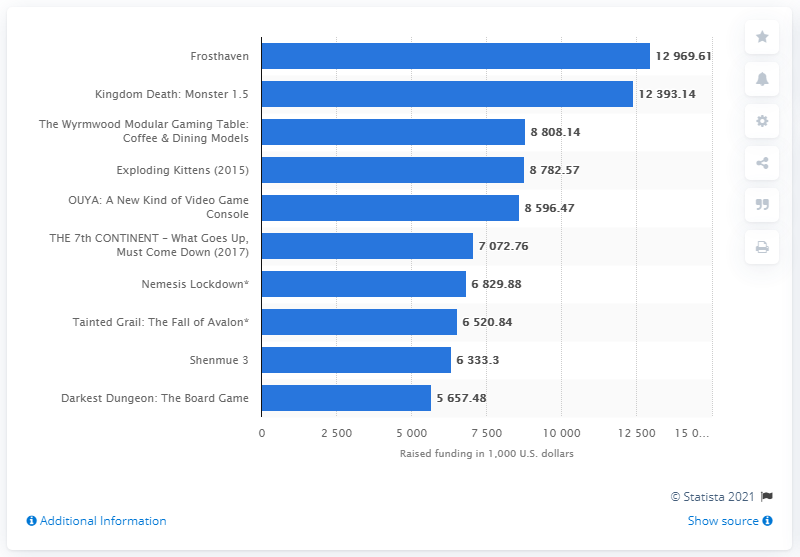 Frosthaven
12 969.61
Kingdom Death: Monster 1.5
12 393.14
The Wyrmwood Modular Gaming Table:
Coffee & Dining Models
8 808.14
Exploding Kittens (2015)
8 782.57
OUYA: A New Kind of Video Game
Console
8 596.47
THE 7th CONTINENT – What Goes Up,
Must Come Down (2017)
7 072.76
Nemesis Lockdown*
6 829.88
Tainted Grail: The Fall of Avalon*
6 520.84
Shenmue 3
6 333.3
Darkest Dungeon: The Board Game
5 657.48
0 2 500 5 000 7 500 10 000 12 500 15 0...
Raised funding in 1,000 U.S. dollars
© Statista 2021
Additional Information
Show source